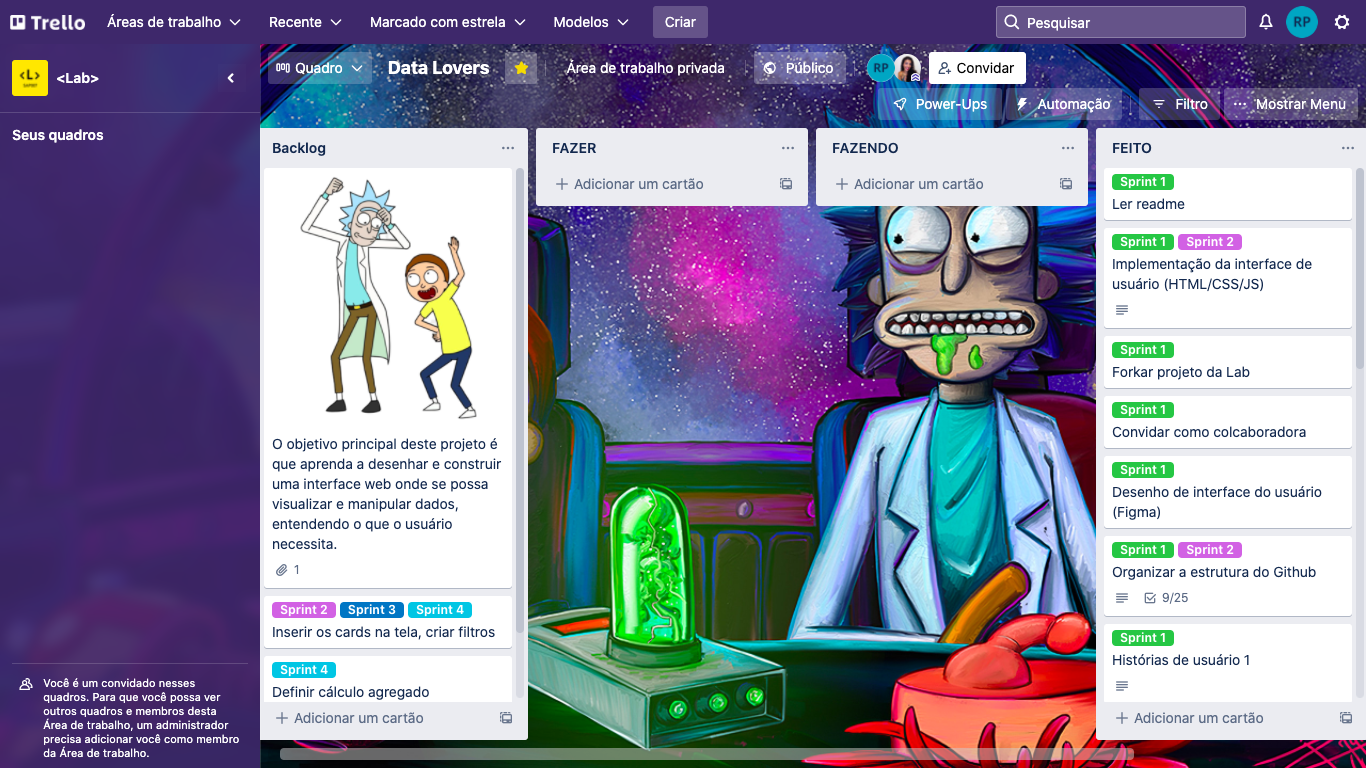 Trello
Áreas de trabalho
Recente
Marcado com estrela
Modelos
Criar
Pesquisar
RP
<L>
<Lab>
Quadro
Data Lovers
Área de trabalho privada
Público
RP
Convidar
Power-Ups
Automação
Filtro
Mostrar Menu
Seus quadros
Você é um convidado nesses
quadros. Para que você possa ver
outros quadros e membros desta
Área de trabalho, um administrador
precisa adicionar você como membro
da Área de trabalho.
Backlog
O objetivo principal deste projeto é
que aprenda a desenhar e construir
uma interface web onde se possa
visualizar e manipular dados,
entendendo o que o usuário
necessita.
1
Sprint 2 Sprint 3 Sprint 4
Inserir os cards na tela, criar filtros
Sprint 4
Definir cálculo agregado
Adicionar um cartão
FAZER
Adicionar um cartão
FAZENDO
Adicionar um cartão
FEITO
Sprint 1
Ler readme
Sprint 1 Sprint 2
Implementação da interface de
usuário (HTML/CSS/JS)
Sprint 1
Forkar projeto da Lab
Sprint 1
Convidar como colcaboradora
Sprint 1
Desenho de interface do usuário
(Figma)
Sprint 1 Sprint 2
Organizar a estrutura do Github
9/25
Sprint 1
Histórias de usuário 1
Adicionar um cartão